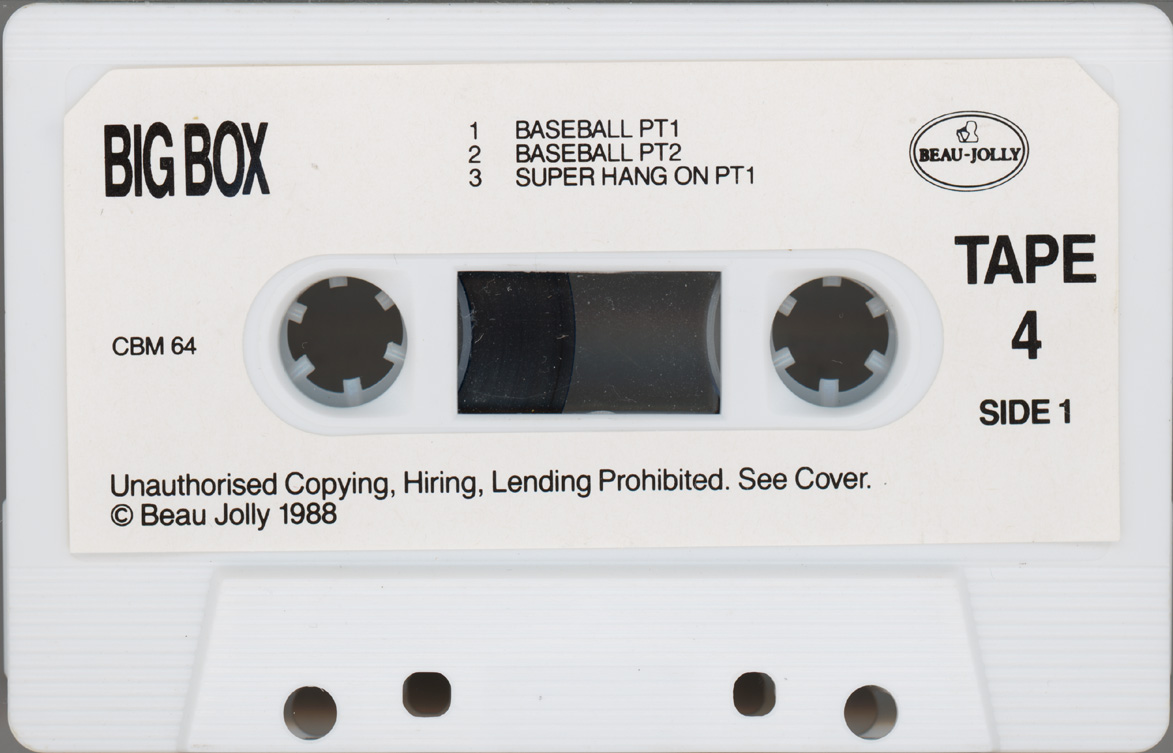 BIG BOX
1 BASEBALL PT1
2 BASEBALL PT2
3 SUPER HANG ON PT1
BEAU-JOLLY
TAPE
4
SIDE 1
CBM 64
Unauthorised Copying, Hiring, Lending Prohibited. See Cover.
© Beau Jolly 1988